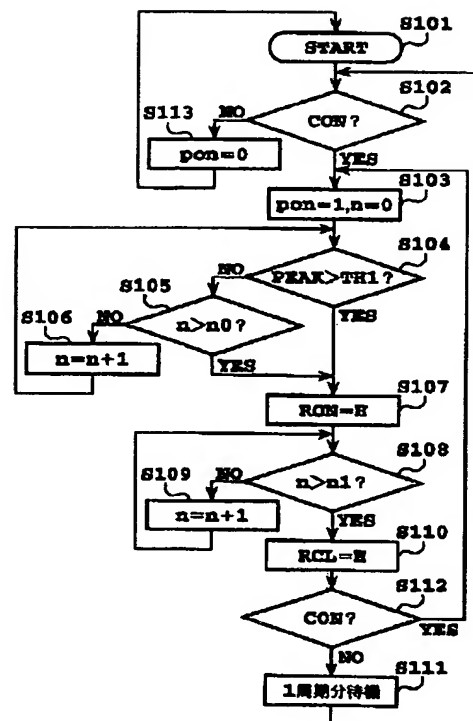 S101
START
S102
CON?
NO
YES
S113
pon=0
S103
pon=1,n=0
S104
PEAK>TH1?
NO
YES
S105
n>n0?
NO
YES
S106
n=n+1
S107
RON=H
S108
n>n1?
NO
YES
S109
n=n+1
S110
RCL=H
S112
CON?
YES
NO
S111
1周期分待機